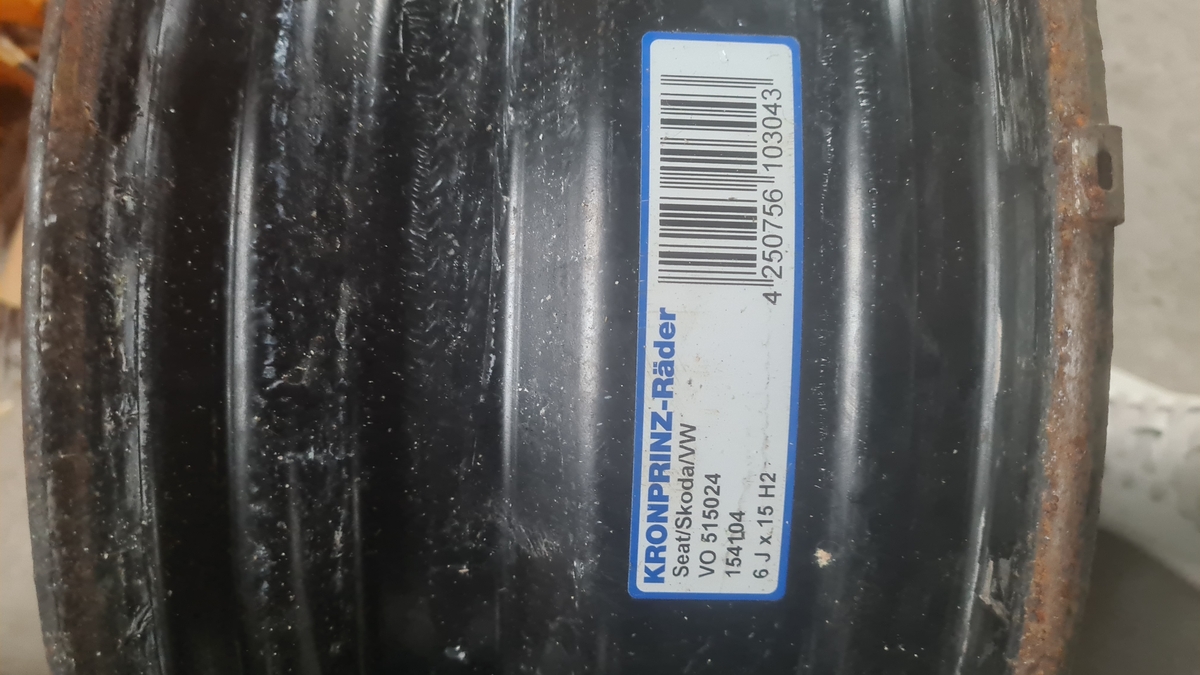 KRONPRINZ-Räder
Seat/Skoda/VW
VO 515024
154104
6 J x 15 H2
4 250756 103043